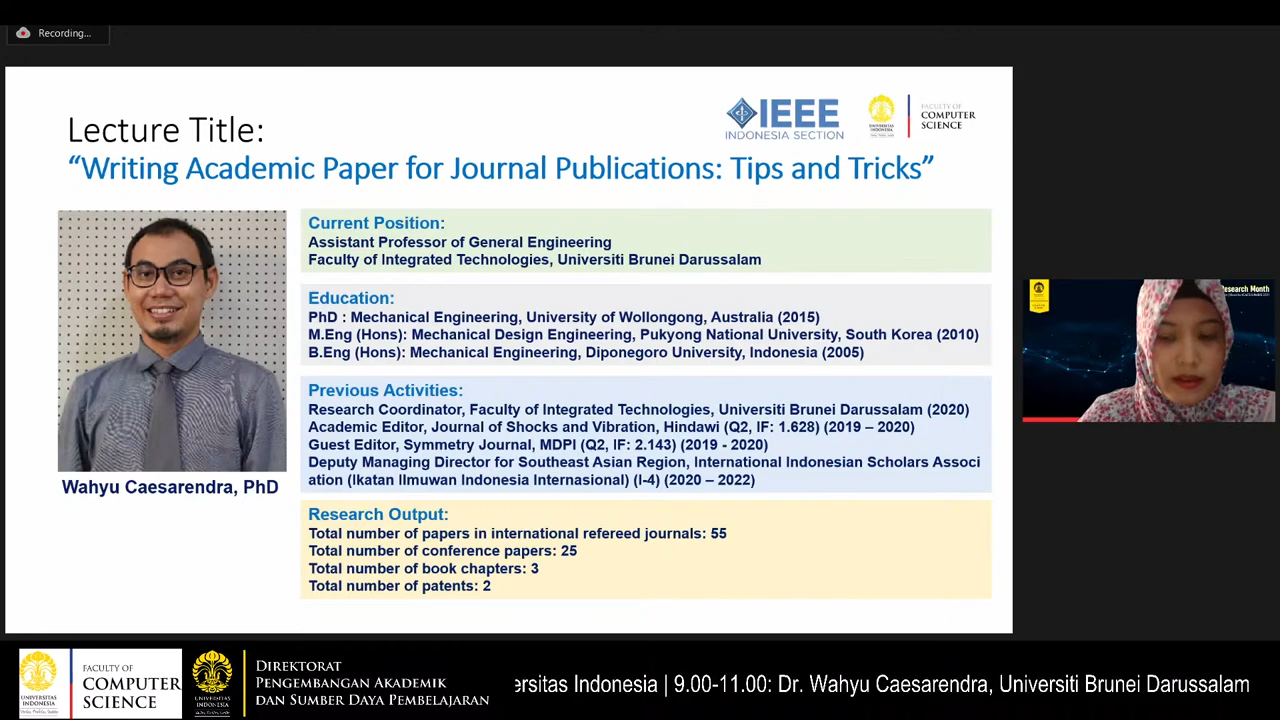 Recording...
Lecture Title:
IEEE
INDONESIA SECTION
UNIVERSITAS
INDONESIA
FACULTY OF
COMPUTER
SCIENCE
“Writing Academic Paper for Journal Publications: Tips and Tricks”
Wahyu Caesarendra, PhD
Current Position:
Assistant Professor of General Engineering
Faculty of Integrated Technologies, Universiti Brunei Darussalam
Education:
PhD : Mechanical Engineering, University of Wollongong, Australia (2015)
M.Eng (Hons): Mechanical Design Engineering, Pukyong National University, South Korea (2010)
B.Eng (Hons): Mechanical Engineering, Diponegoro University, Indonesia (2005)
Previous Activities:
Research Coordinator, Faculty of Integrated Technologies, Universiti Brunei Darussalam (2020)
Academic Editor, Journal of Shocks and Vibration, Hindawi (Q2, IF: 1.628) (2019 – 2020)
Guest Editor, Symmetry Journal, MDPI (Q2, IF: 2.143) (2019 - 2020)
Deputy Managing Director for Southeast Asian Region, International Indonesian Scholars Associ
ation (Ikatan Ilmuwan Indonesia Internasional) (I-4) (2020 – 2022)
Research Output:
Total number of papers in international refereed journals: 55
Total number of conference papers: 25
Total number of book chapters: 3
Total number of patents: 2
Research Month
UNIVERSITAS
INDONESIA
FACULTY OF
COMPUTER
SCIENCE
UNIVERSITAS
INDONESIA
DIREKTORAT
PENGEMBANGAN AKADEMIK
DAN SUMBER DAYA PEMBELAJARAN
ersitas Indonesia | 9.00-11.00: Dr. Wahyu Caesarendra, Universiti Brunei Darussalam